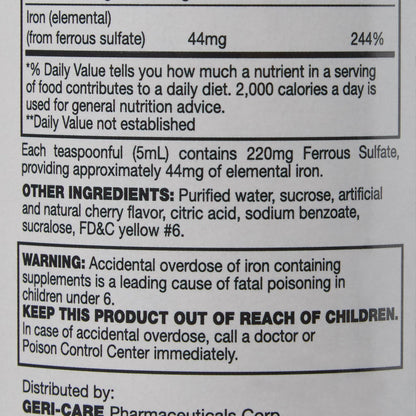 Iron (elemental)
(from ferrous sulfate) 44mg 244%
*% Daily Value tells you how much a nutrient in a serving
of food contributes to a daily diet. 2,000 calories a day is
used for general nutrition advice.
**Daily Value not established
Each teaspoonful (5mL) contains 220mg Ferrous Sulfate,
providing approximately 44mg of elemental iron.
OTHER INGREDIENTS: Purified water, sucrose, artificial
and natural cherry flavor, citric acid, sodium benzoate,
sucralose, FD&C yellow #6.
WARNING: Accidental overdose of iron containing
supplements is a leading cause of fatal poisoning in
children under 6.
KEEP THIS PRODUCT OUT OF REACH OF CHILDREN.
In case of accidental overdose, call a doctor or
Poison Control Center immediately.
Distributed by:
GERI-CARE Pharmaceuticals Corp